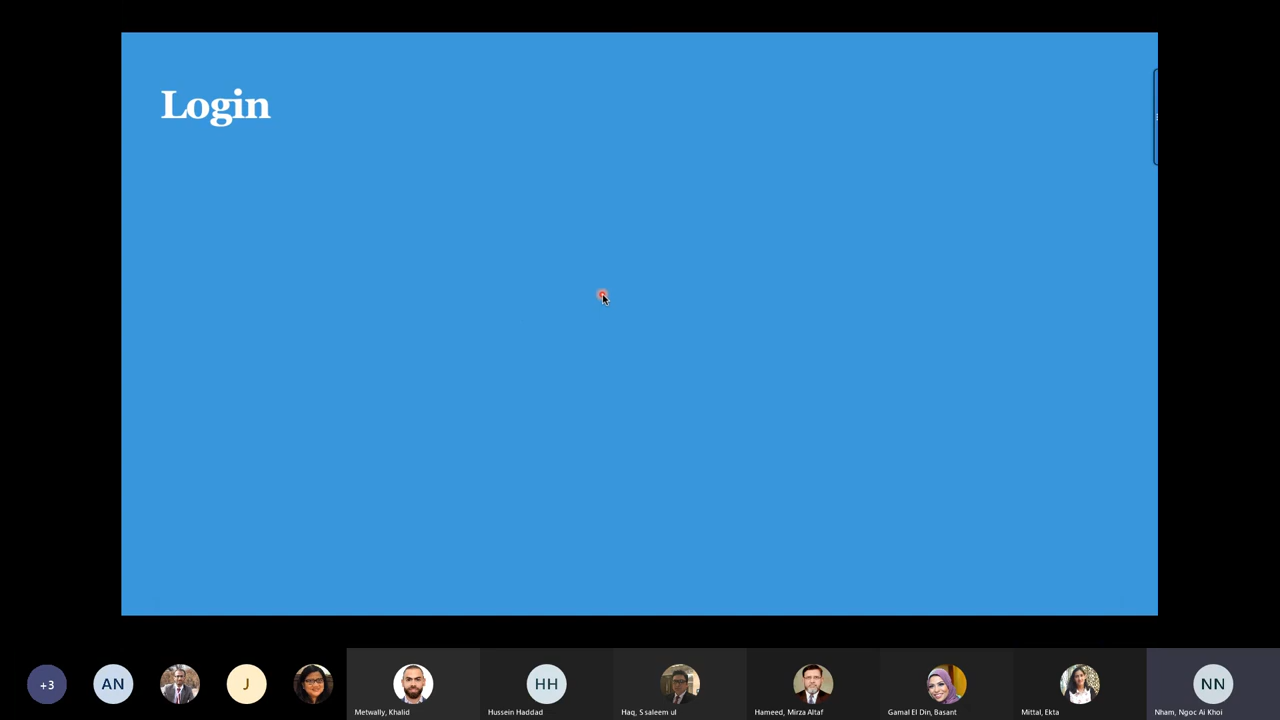 Login
+3
AN
J
HH
NN
Metwally, Khalid
Hussein Haddad
Haq, S saleem ul
Hameed, Mirza Altaf
Gamal El Din, Basant
Mittal, Ekta
Nham, Ngoc Ai Khoi